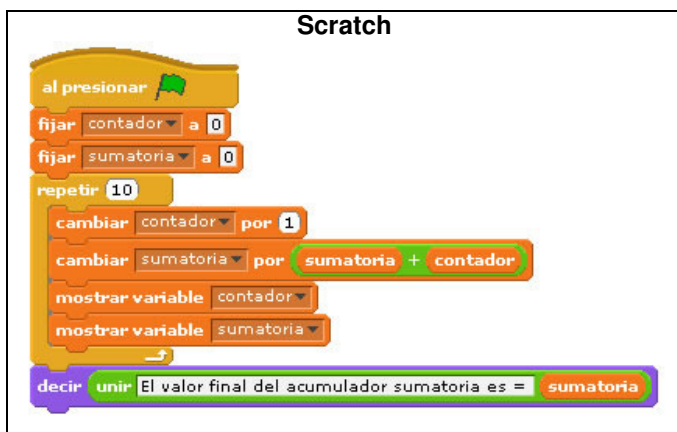 Scratch
al presionar
fijar contador a 0
fijar sumatoria a 0
repetir 10
cambiar contador por 1
cambiar sumatoria por sumatoria + contador
mostrar variable contador
mostrar variable sumatoria
decir unir El valor final del acumulador sumatoria es = sumatoria